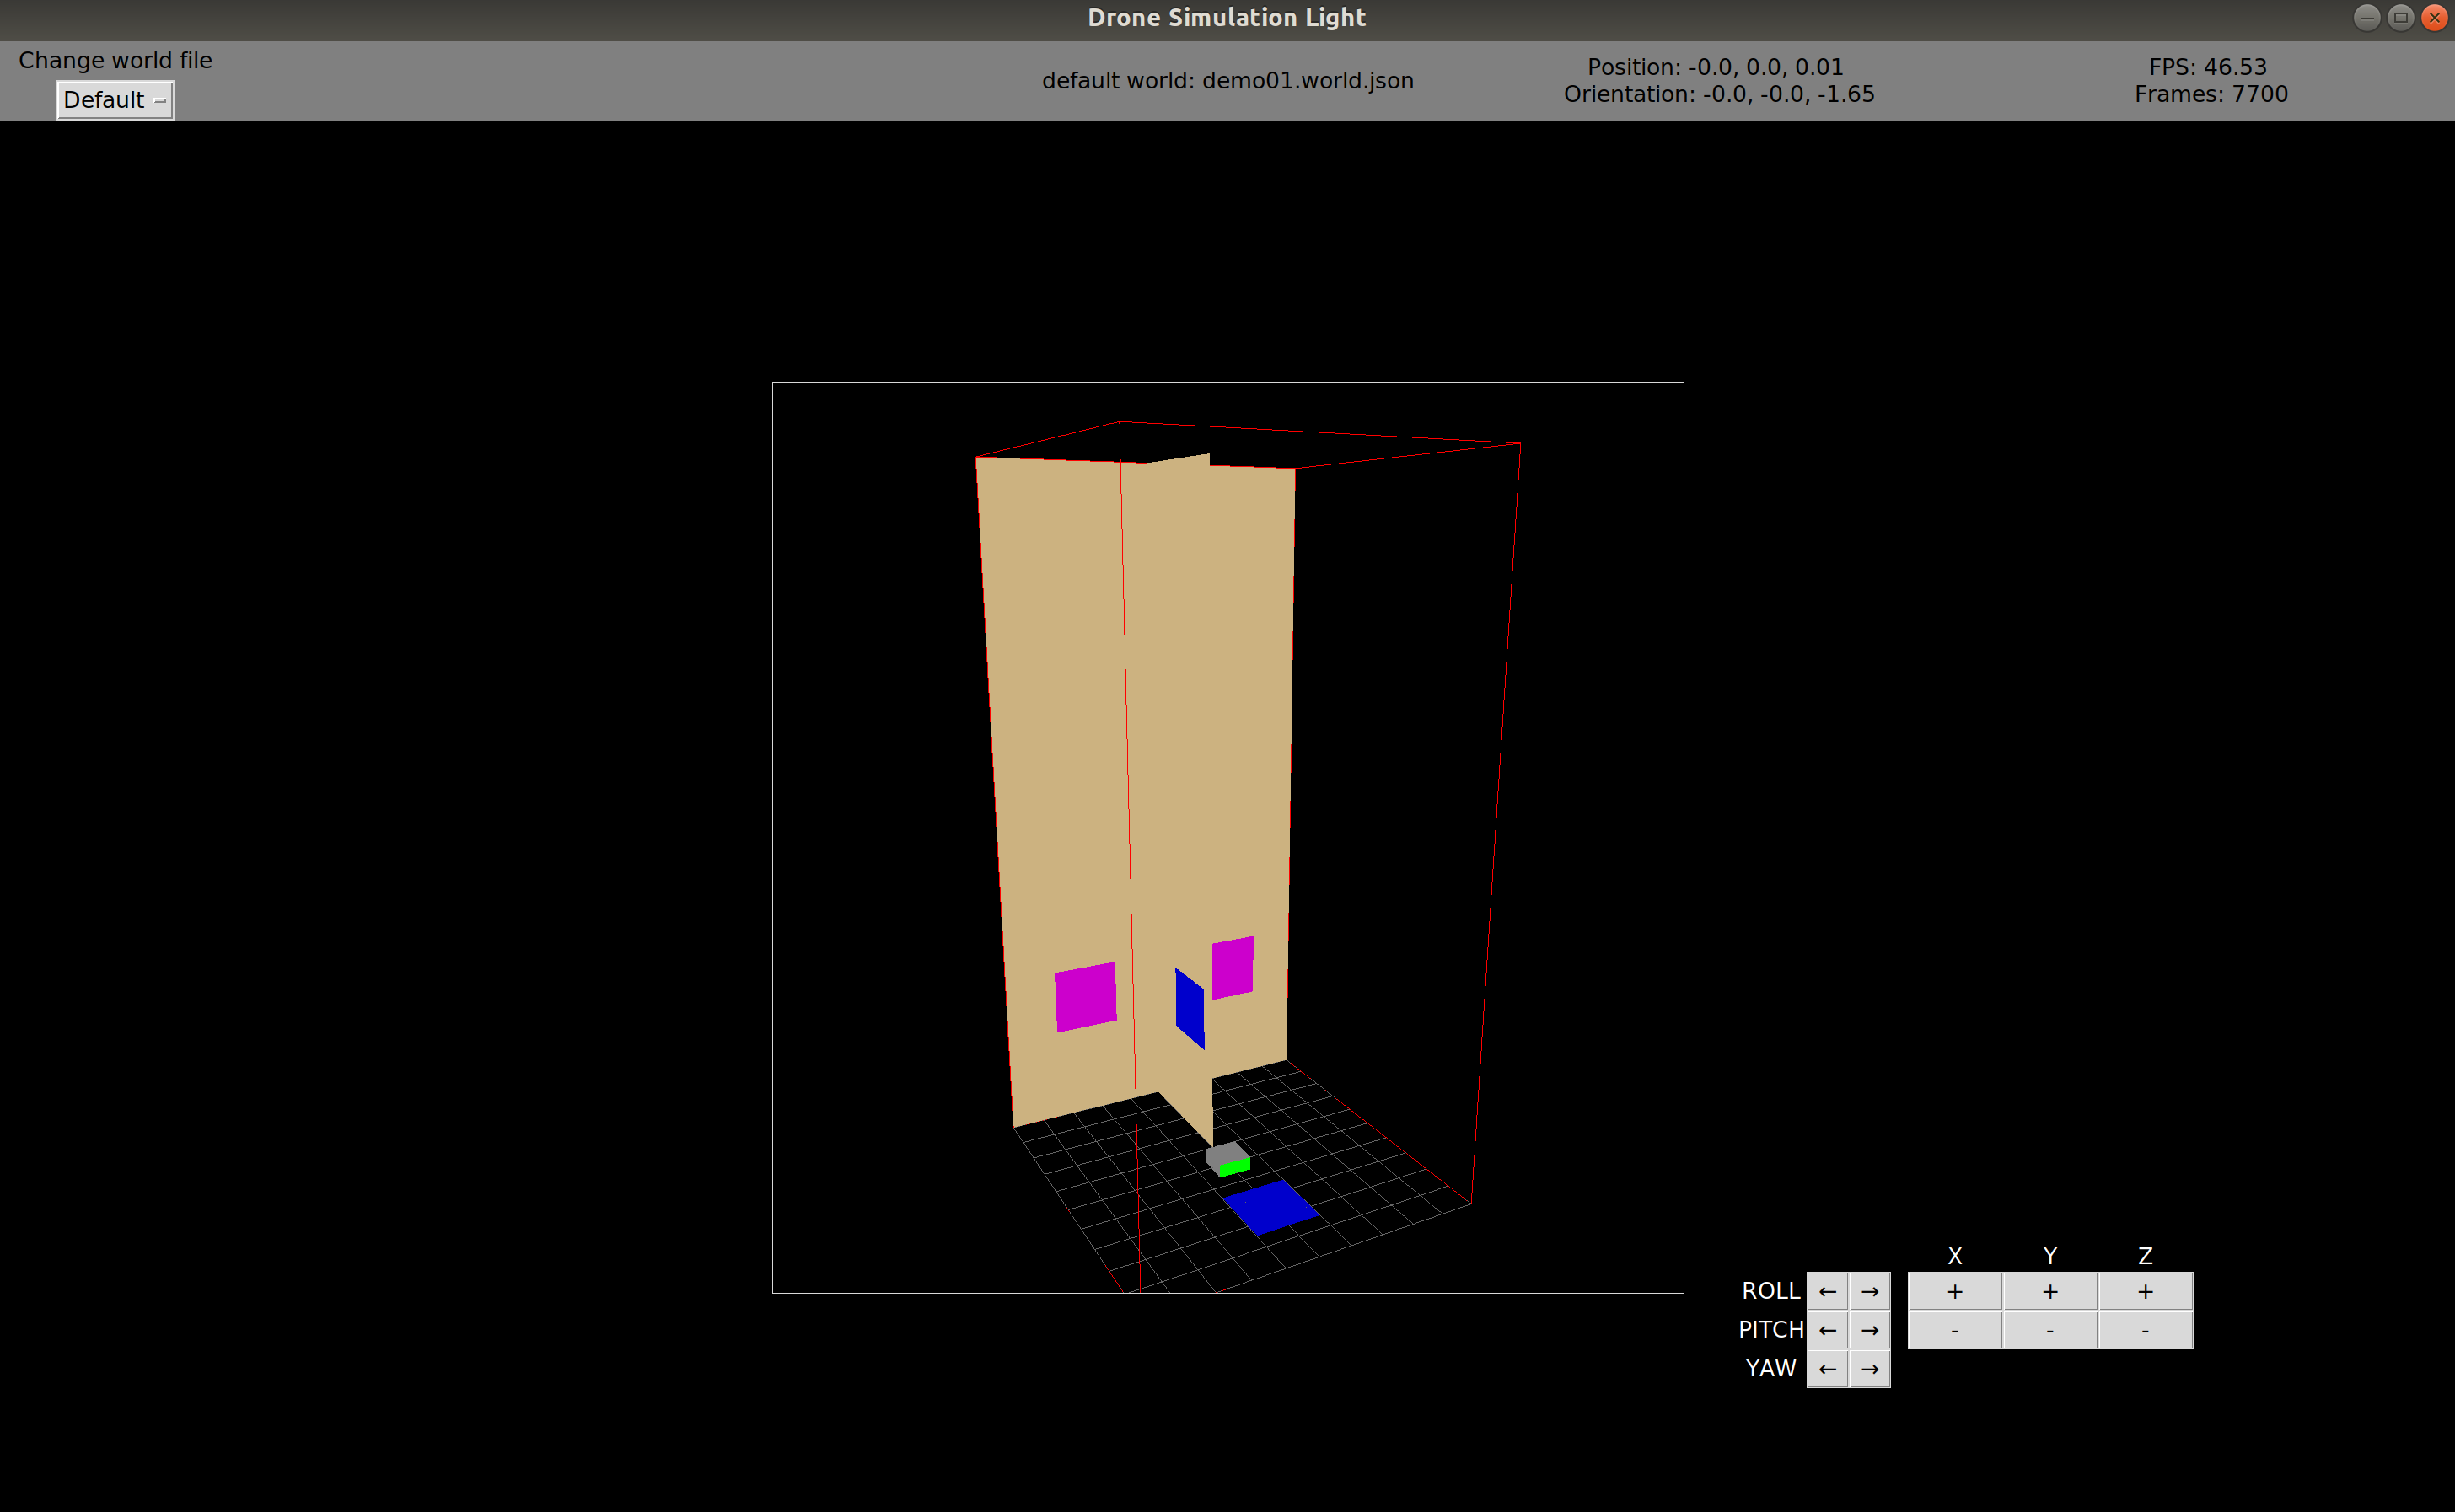 Drone Simulation Light
Change world file
Default
default world: demo01.world.json
Position: -0.0, 0.0, 0.01
Orientation: -0.0, -0.0, -1.65
FPS: 46.53
Frames: 7700
X Y Z
ROLL ← → + + +
PITCH ← → - - -
YAW ← →